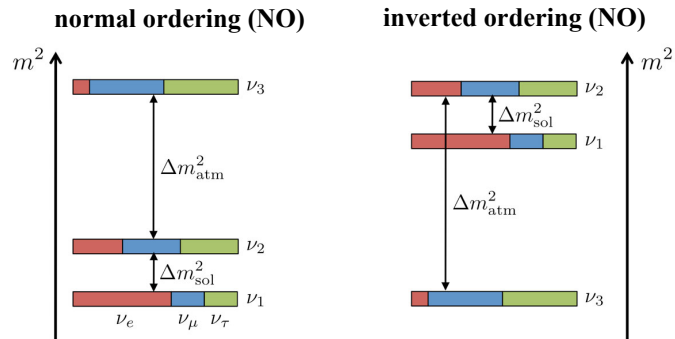 normal ordering (NO)
m²
ν₃
Δm²atm
ν₂
Δm²sol
ν₁
νe νμ ντ
inverted ordering (NO)
m²
ν₂
Δm²sol
ν₁
Δm²atm
ν₃